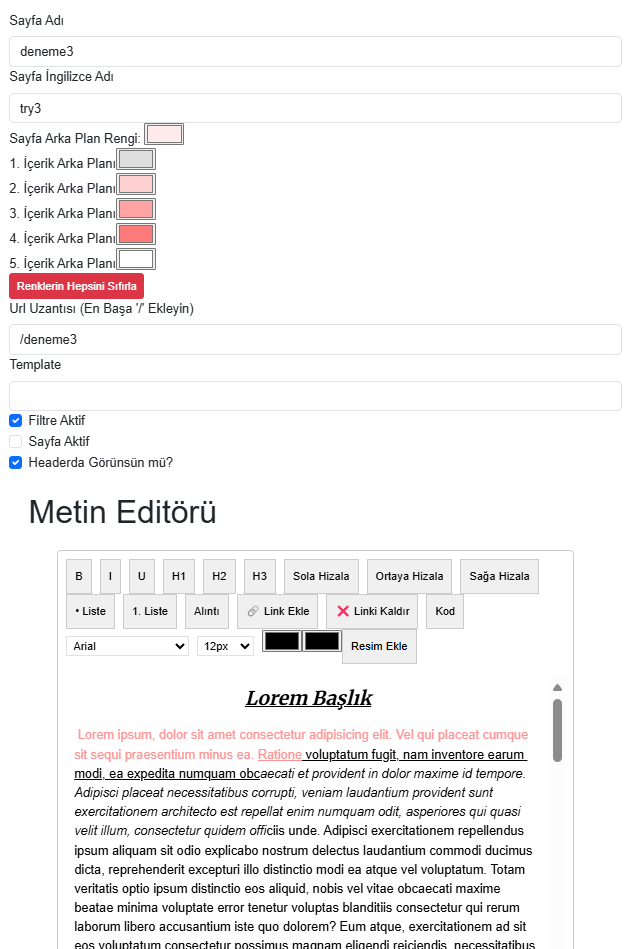 Sayfa Adı
deneme3
Sayfa İngilizce Adı
try3
Sayfa Arka Plan Rengi:
1. İçerik Arka Planı
2. İçerik Arka Planı
3. İçerik Arka Planı
4. İçerik Arka Planı
5. İçerik Arka Planı
Renklerin Hepsini Sıfırla
Url Uzantısı (En Başa '/' Ekleyin)
/deneme3
Template
Filtre Aktif
Sayfa Aktif
Headerda Görünsün mü?
Metin Editörü
B I U H1 H2 H3 Sola Hizala Ortaya Hizala Sağa Hizala
• Liste 1. Liste Alıntı 🔗 Link Ekle ❌ Linki Kaldır Kod
Arial 12px Resim Ekle
Lorem Başlık
Lorem ipsum, dolor sit amet consectetur adipisicing elit. Vel qui placeat cumque
sit sequi praesentium minus ea. Ratione voluptatum fugit, nam inventore earum
modi, ea expedita numquam obcaecati et provident in dolor maxime id tempore.
Adipisci placeat necessitatibus corrupti, veniam laudantium provident sunt
exercitationem architecto est repellat enim numquam odit, asperiores qui quasi
velit illum, consectetur quidem officiis unde. Adipisci exercitationem repellendus
ipsum aliquam sit odio explicabo nostrum delectus laudantium commodi ducimus
dicta, reprehenderit excepturi illo distinctio modi ea atque vel voluptatum. Totam
veritatis optio ipsum distinctio eos aliquid, nobis vel vitae obcaecati maxime
beatae minima voluptate error tenetur voluptas blanditiis consectetur qui rerum
laborum libero accusantium iste quo dolorem? Eum atque, exercitationem ad sit
eos voluptatum consectetur possimus magnam eligendi reiciendis, necessitatibus